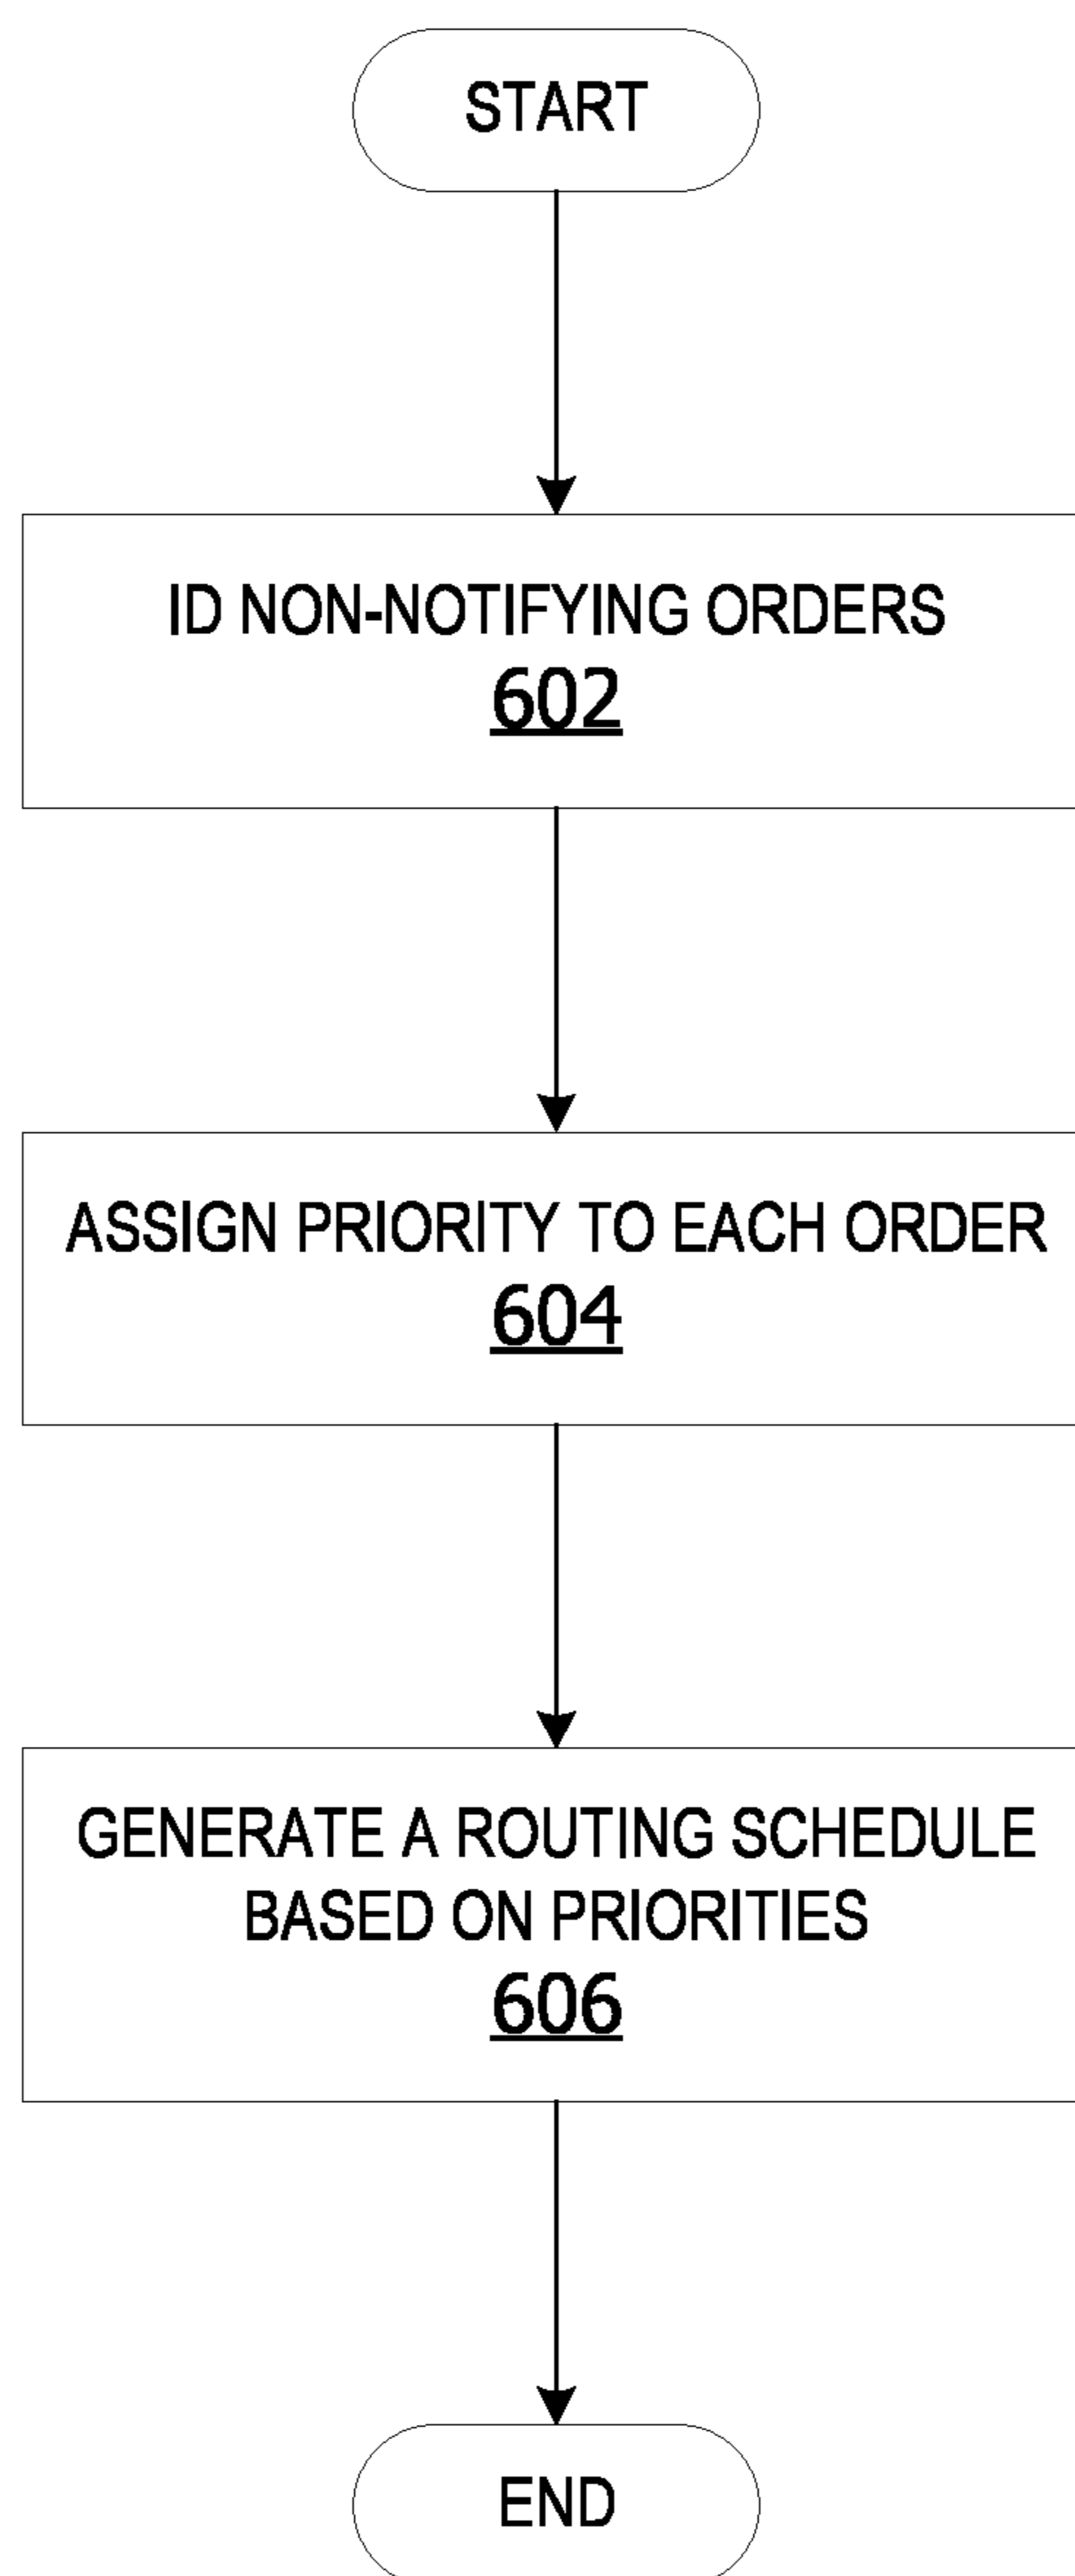 START
ID NON-NOTIFYING ORDERS
602
ASSIGN PRIORITY TO EACH ORDER
604
GENERATE A ROUTING SCHEDULE
BASED ON PRIORITIES
606
END